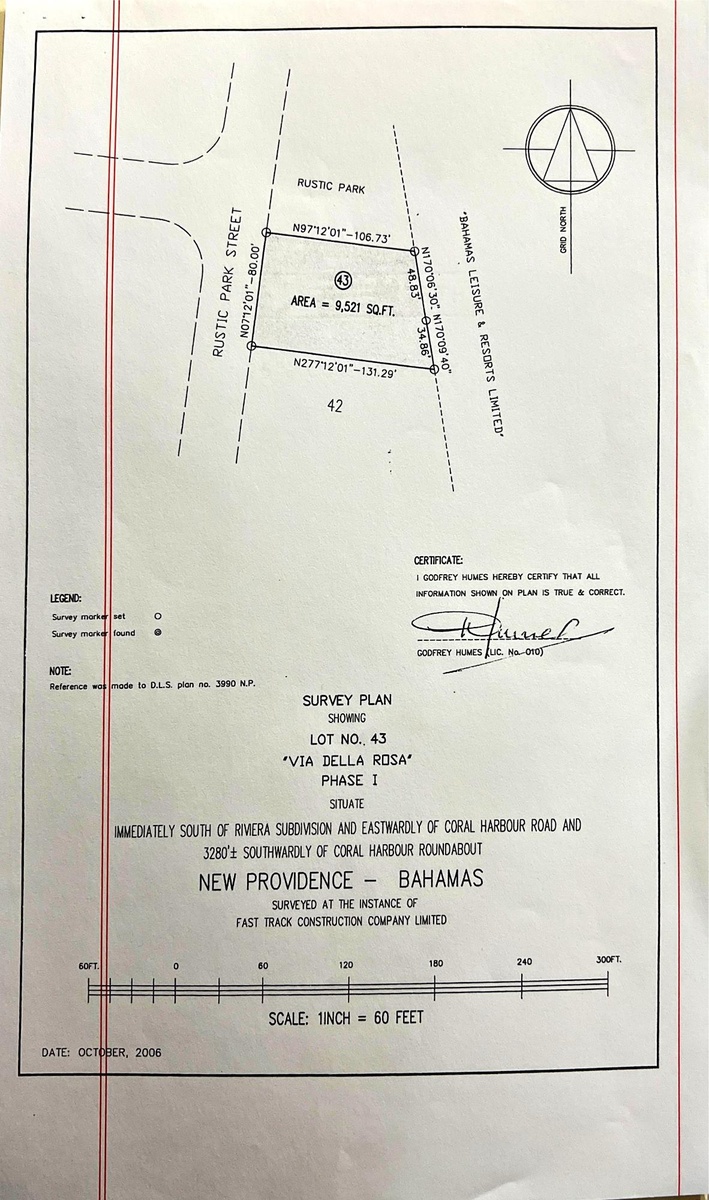 RUSTIC PARK
GRID NORTH
RUSTIC PARK STREET
"BAHAMAS LEISURE & RESORTS LIMITED"
N97°12'01"-106.73'
N07°12'01"-80.00'
43
AREA = 9,521 SQ.FT.
N170°06'30"
48.83'
N170°09'40"
34.86'
N277°12'01"-131.29'
42
CERTIFICATE:
I GODFREY HUMES HEREBY CERTIFY THAT ALL
INFORMATION SHOWN ON PLAN IS TRUE & CORRECT.
GODFREY HUMES (LIC. No. 010)
LEGEND:
Survey marker set
Survey marker found
NOTE:
Reference was made to D.L.S. plan no. 3990 N.P.
SURVEY PLAN
SHOWING
LOT NO. 43
"VIA DELLA ROSA"
PHASE I
SITUATE
IMMEDIATELY SOUTH OF RIVIERA SUBDIVISION AND EASTWARDLY OF CORAL HARBOUR ROAD AND
3280'± SOUTHWARDLY OF CORAL HARBOUR ROUNDABOUT
NEW PROVIDENCE - BAHAMAS
SURVEYED AT THE INSTANCE OF
FAST TRACK CONSTRUCTION COMPANY LIMITED
60FT. 0 60 120 180 240 300FT.
SCALE: 1INCH = 60 FEET
DATE: OCTOBER, 2006